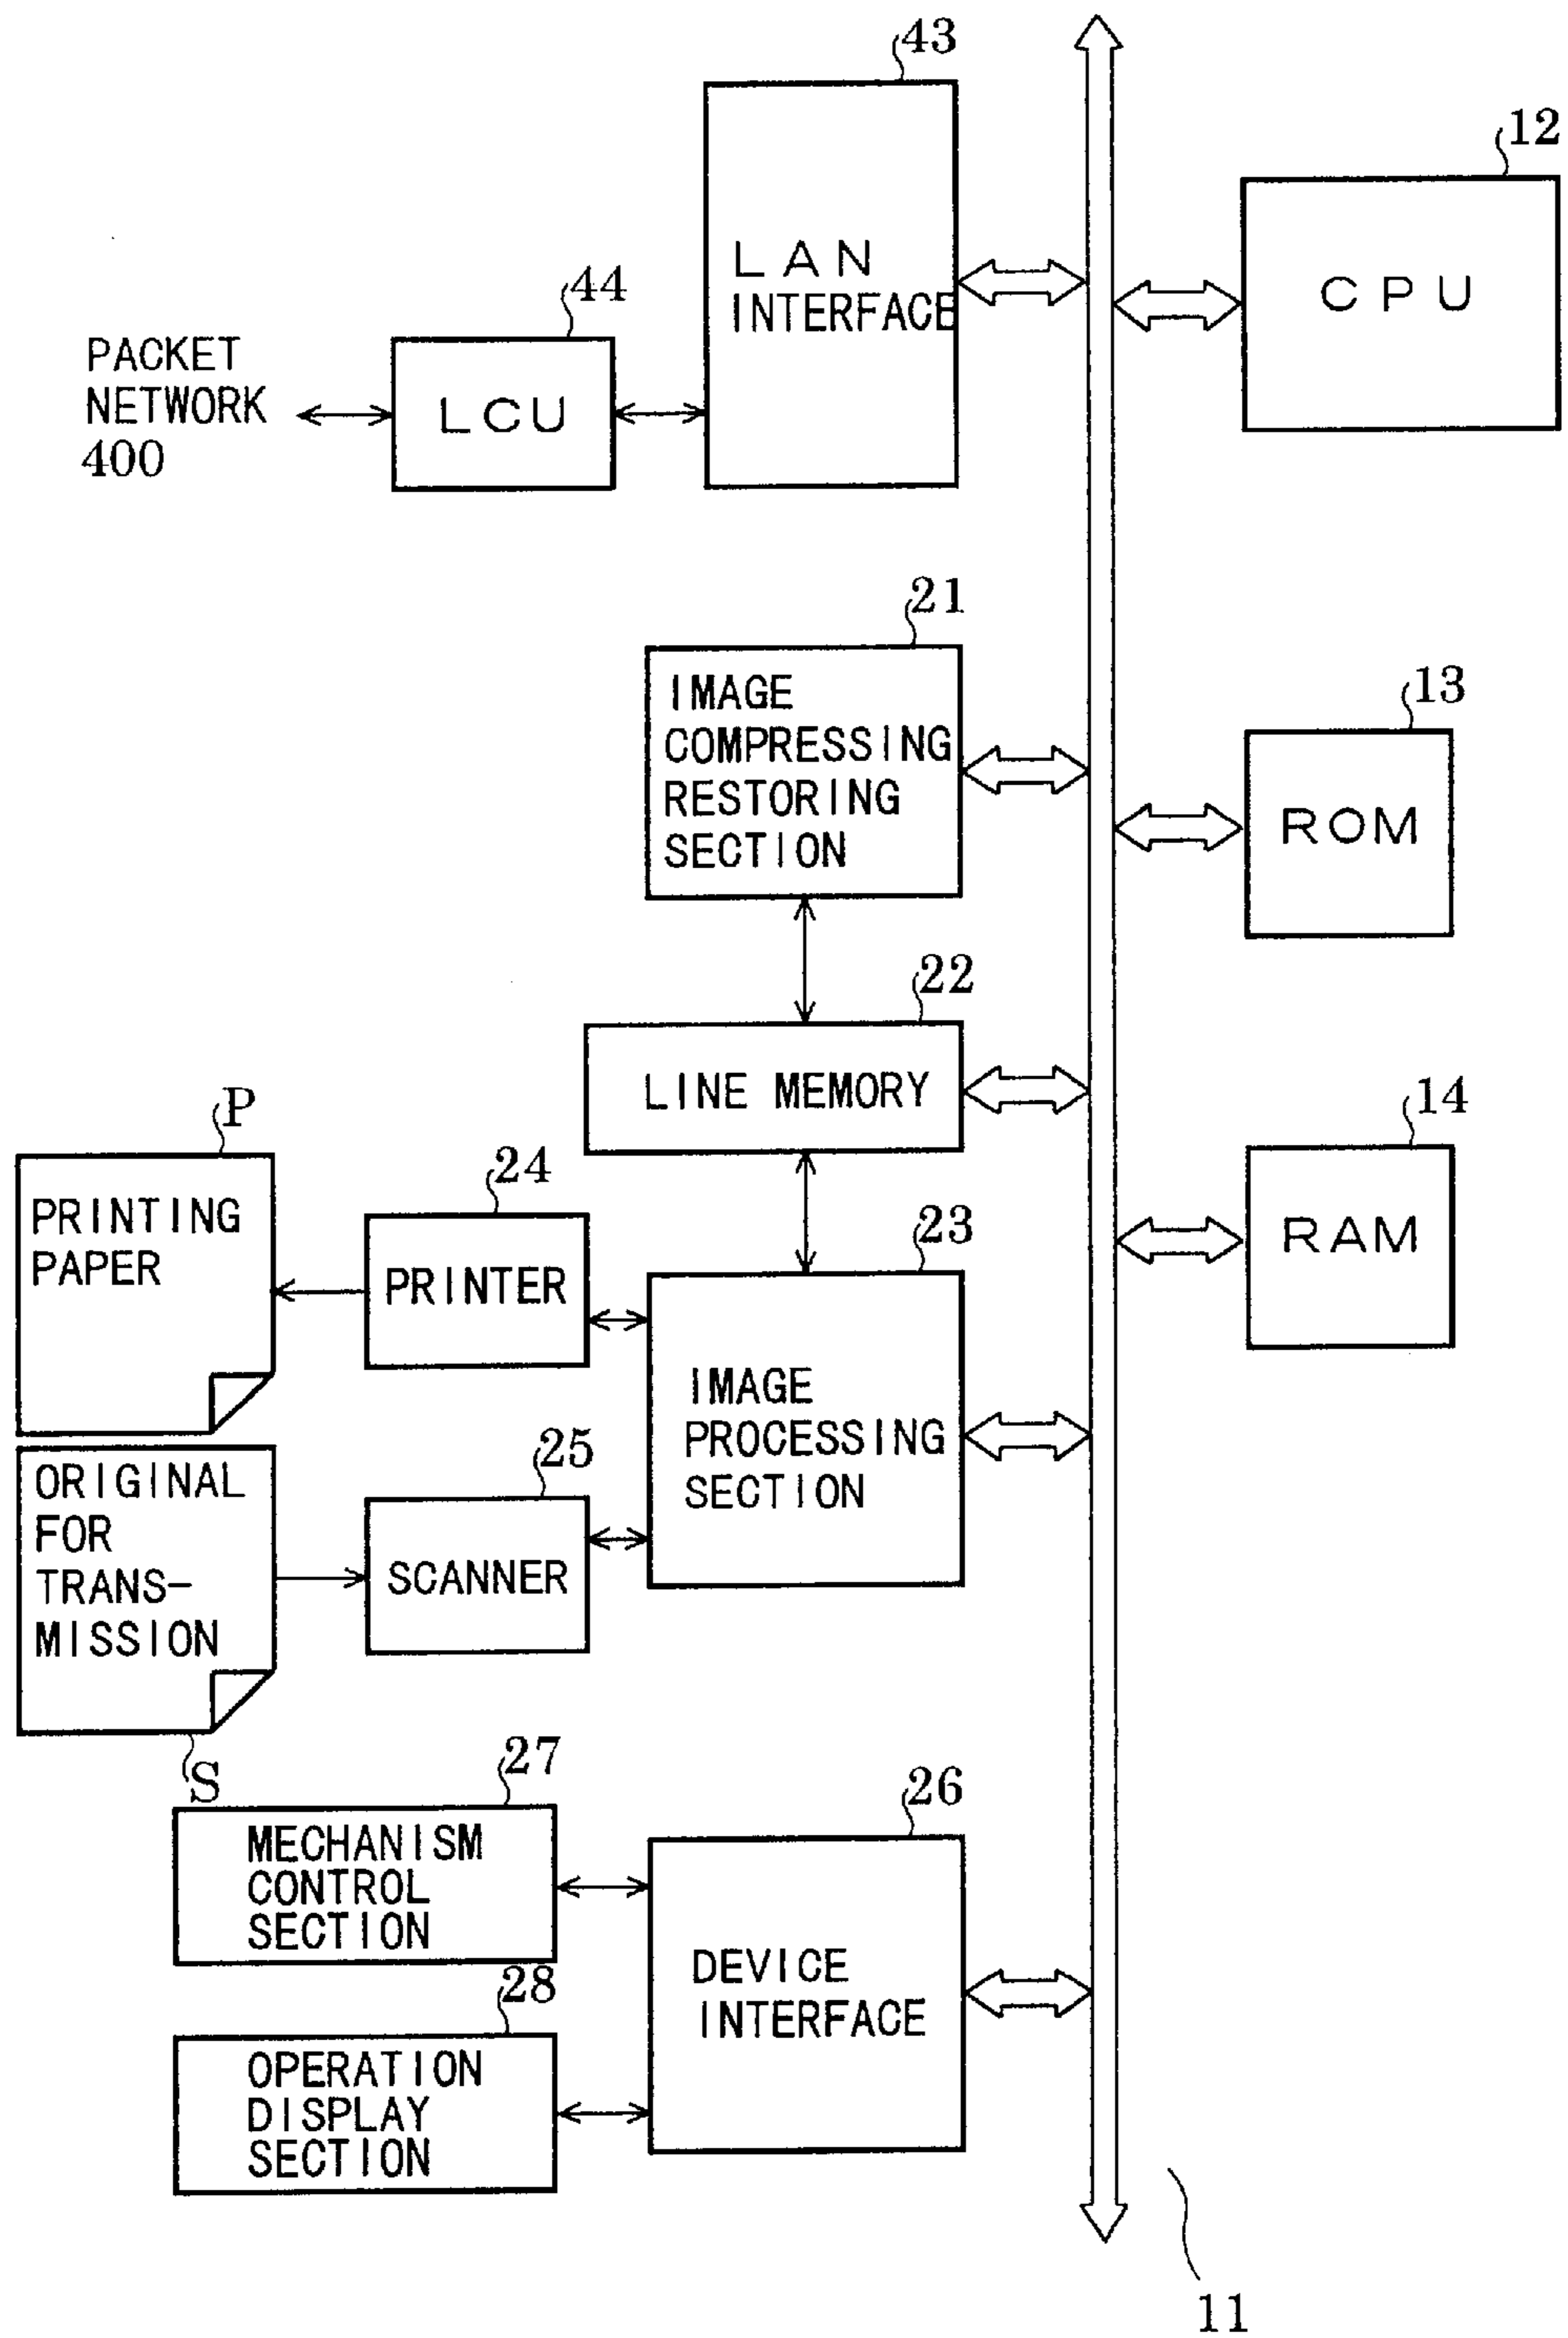 43
12
LAN
INTERFACE
CPU
44
PACKET
NETWORK
400
LCU
21
IMAGE
COMPRESSING
RESTORING
SECTION
13
ROM
22
LINE MEMORY
P
PRINTING
PAPER
24
PRINTER
14
RAM
23
IMAGE
PROCESSING
SECTION
ORIGINAL
FOR
TRANS-
MISSION
S
25
SCANNER
27
MECHANISM
CONTROL
SECTION
26
DEVICE
INTERFACE
28
OPERATION
DISPLAY
SECTION
11